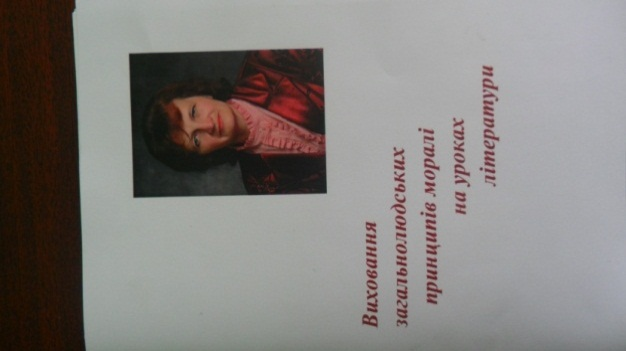 Виховання
загальнолюдських
принципів моралі
на уроках
літератури